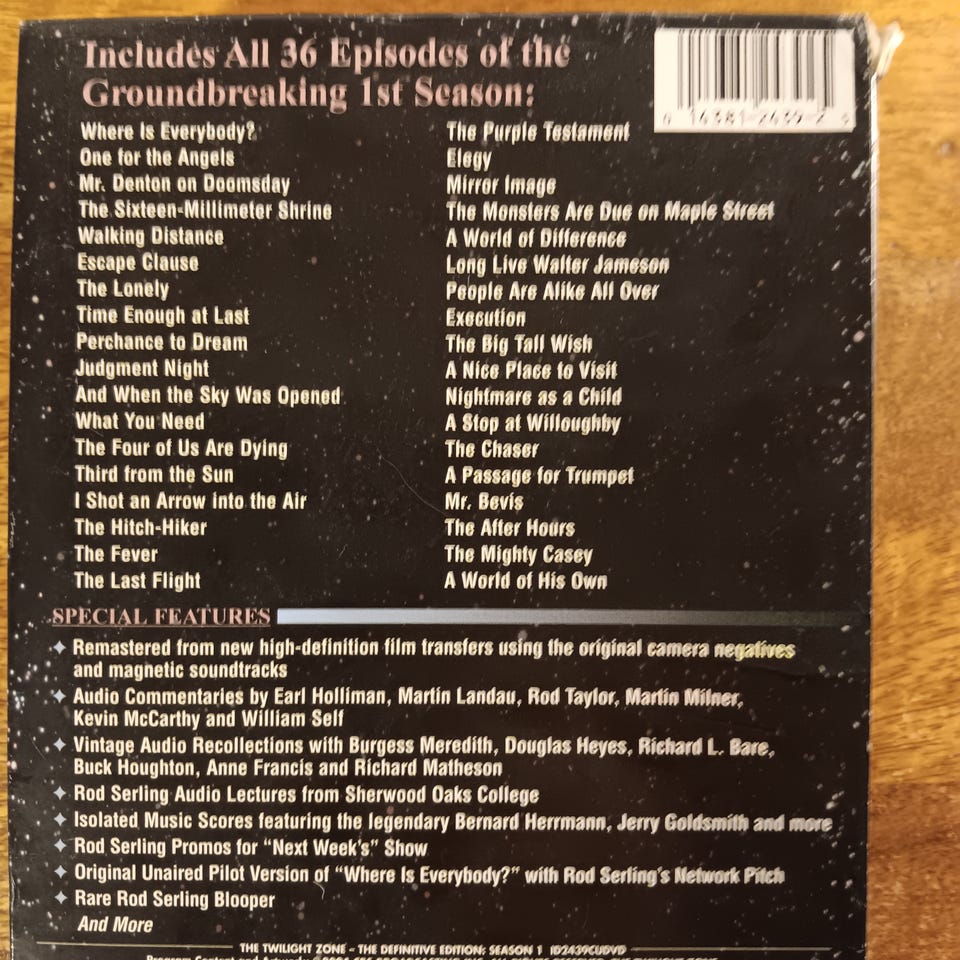 Includes All 36 Episodes of the
Groundbreaking 1st Season:
Where Is Everybody?
One for the Angels
Mr. Denton on Doomsday
The Sixteen-Millimeter Shrine
Walking Distance
Escape Clause
The Lonely
Time Enough at Last
Perchance to Dream
Judgment Night
And When the Sky Was Opened
What You Need
The Four of Us Are Dying
Third from the Sun
I Shot an Arrow into the Air
The Hitch-Hiker
The Fever
The Last Flight
The Purple Testament
Elegy
Mirror Image
The Monsters Are Due on Maple Street
A World of Difference
Long Live Walter Jameson
People Are Alike All Over
Execution
The Big Tall Wish
A Nice Place to Visit
Nightmare as a Child
A Stop at Willoughby
The Chaser
A Passage for Trumpet
Mr. Bevis
The After Hours
The Mighty Casey
A World of His Own
SPECIAL FEATURES
Remastered from new high-definition film transfers using the original camera negatives
and magnetic soundtracks
Audio Commentaries by Earl Holliman, Martin Landau, Rod Taylor, Martin Milner,
Kevin McCarthy and William Self
Vintage Audio Recollections with Burgess Meredith, Douglas Heyes, Richard L. Bare,
Buck Houghton, Anne Francis and Richard Matheson
Rod Serling Audio Lectures from Sherwood Oaks College
Isolated Music Scores featuring the legendary Bernard Herrmann, Jerry Goldsmith and more
Rod Serling Promos for "Next Week's" Show
Original Unaired Pilot Version of "Where Is Everybody?" with Rod Serling's Network Pitch
Rare Rod Serling Blooper
And More
THE TWILIGHT ZONE - THE DEFINITIVE EDITION: SEASON 1 ID2439CUDVD